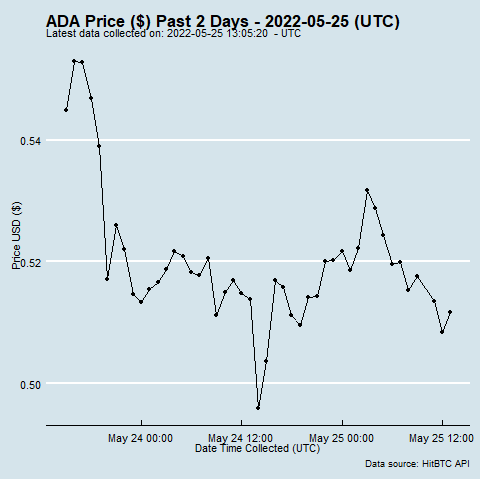 ADA Price ($) Past 2 Days - 2022-05-25 (UTC)
Latest data collected on: 2022-05-25 13:05:20  - UTC
0.54
0.52
0.50
Price USD ($)
May 24 00:00
May 24 12:00
May 25 00:00
May 25 12:00
Date Time Collected (UTC)
Data source: HitBTC API